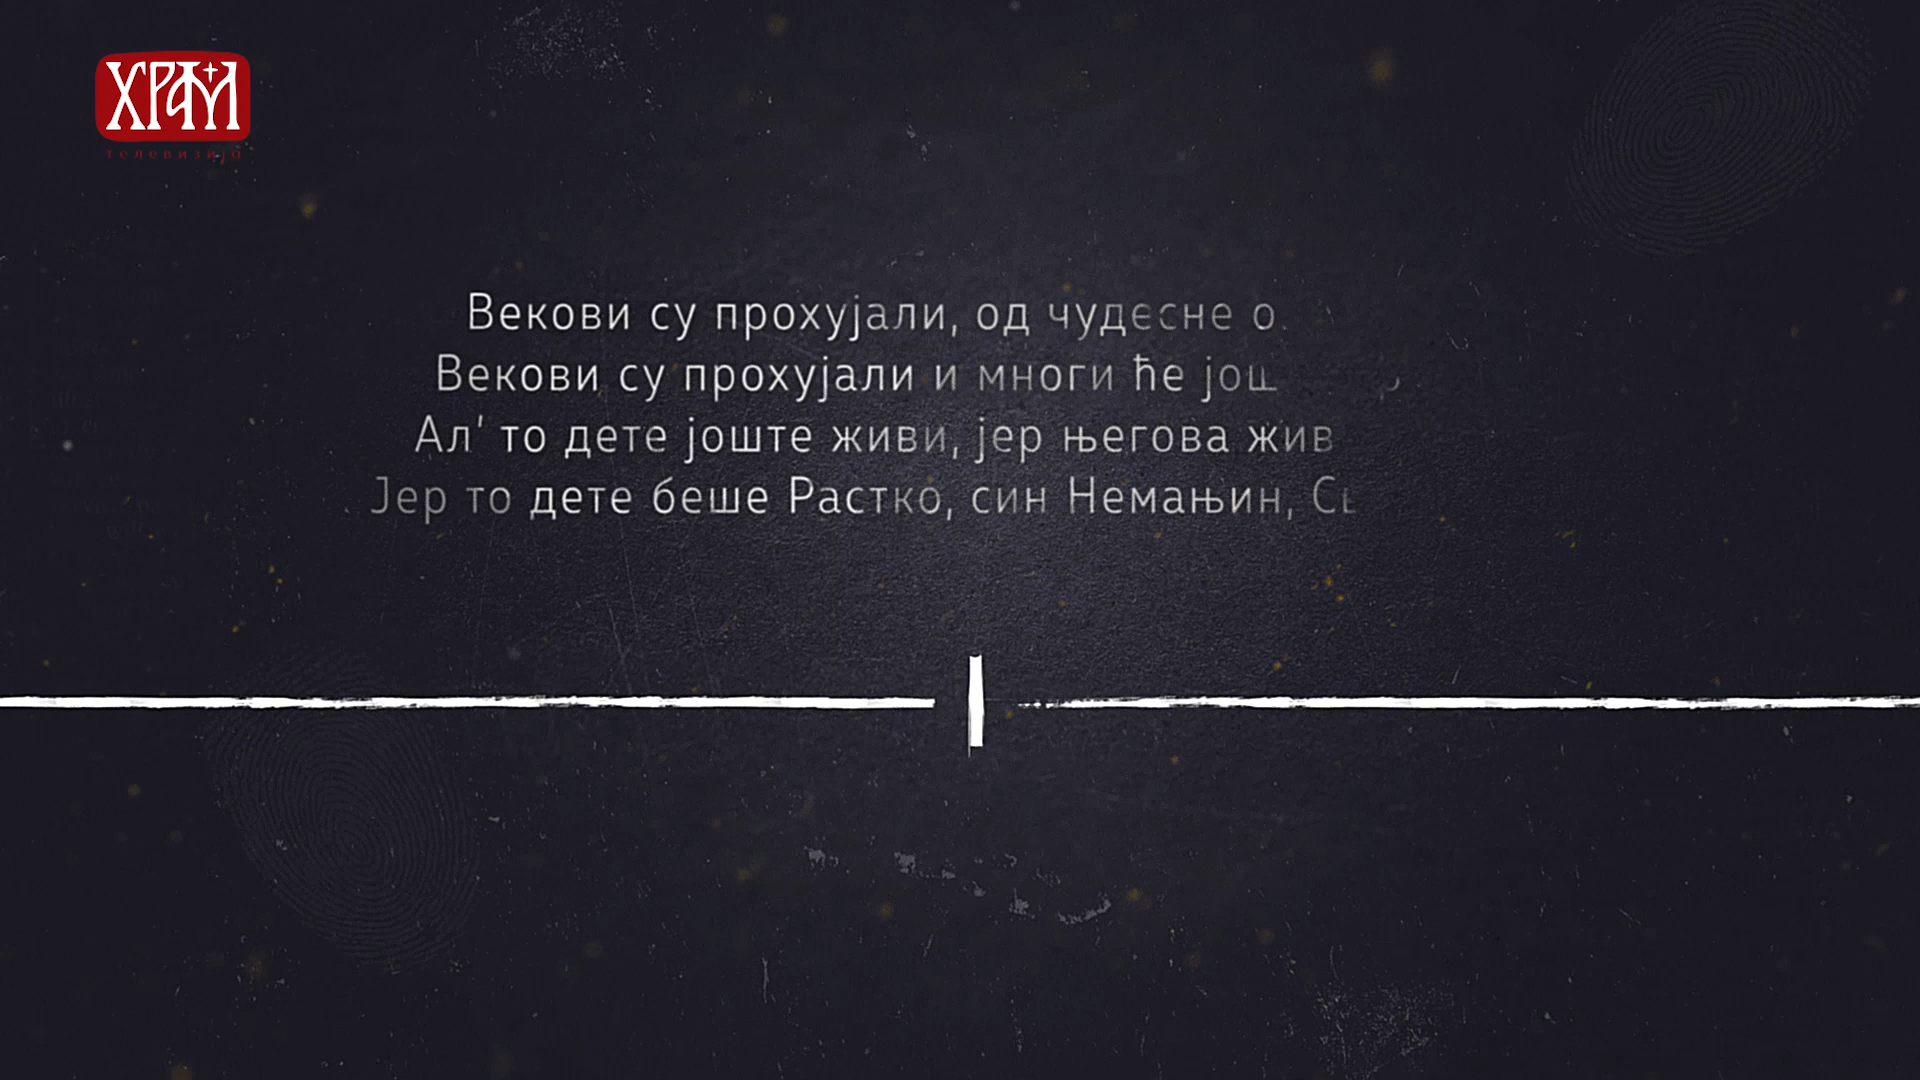 ХРАМ
телевизија
Векови су прохујали, од чудесне
Векови су прохујали и многи ће
Ал' то дете јоште живи, јер његова
Јер то дете беше Растко, син Немањин,